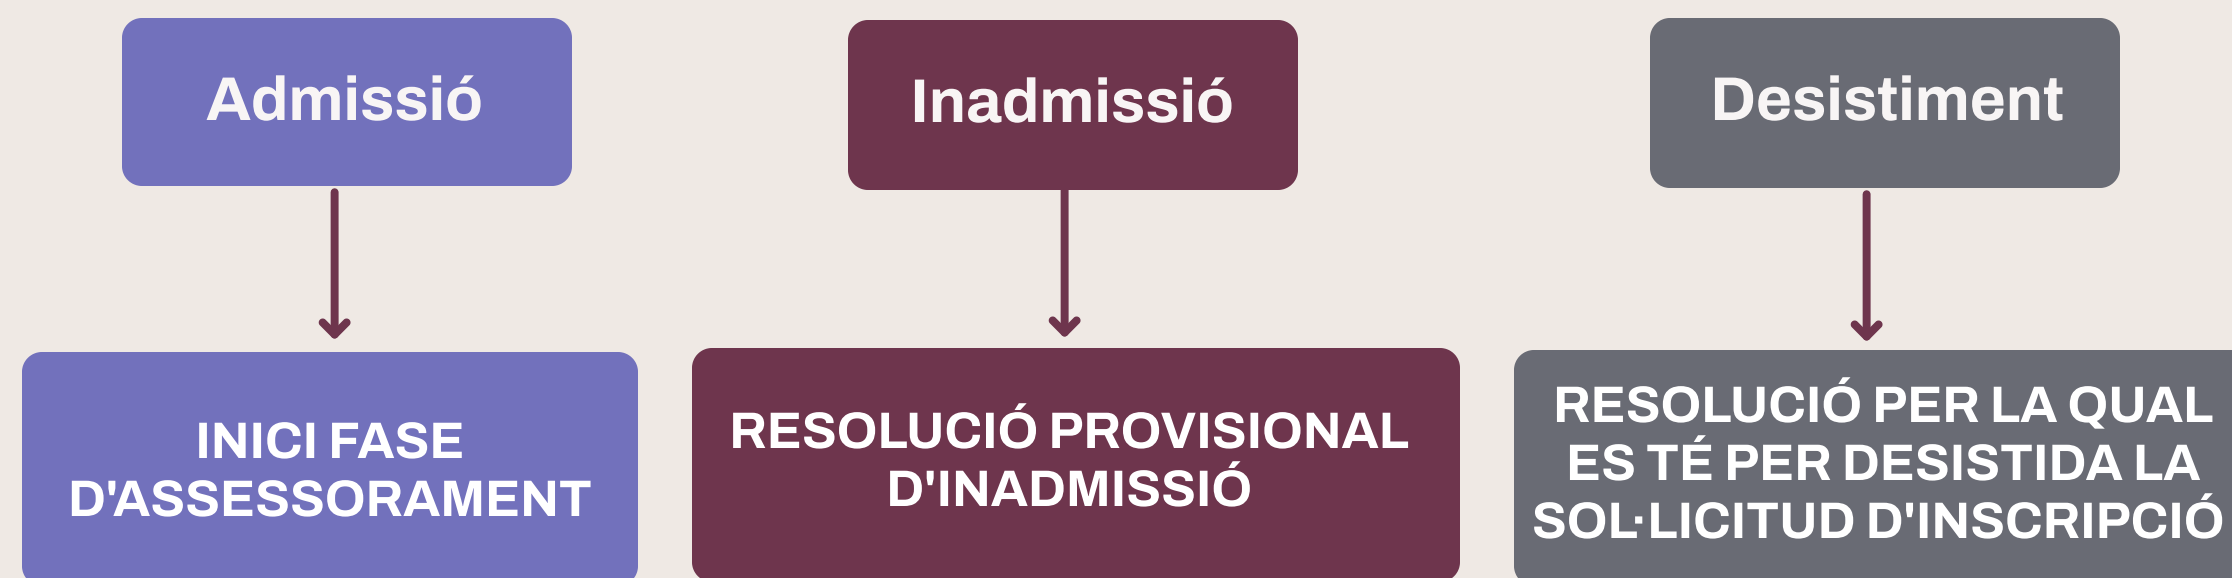 Admissió
Inadmissió
Desistiment
INICI FASE
D'ASSESSORAMENT
RESOLUCIÓ PROVISIONAL
D'INADMISSIÓ
RESOLUCIÓ PER LA QUAL
ES TÉ PER DESISTIDA LA
SOL·LICITUD D'INSCRIPCIÓ